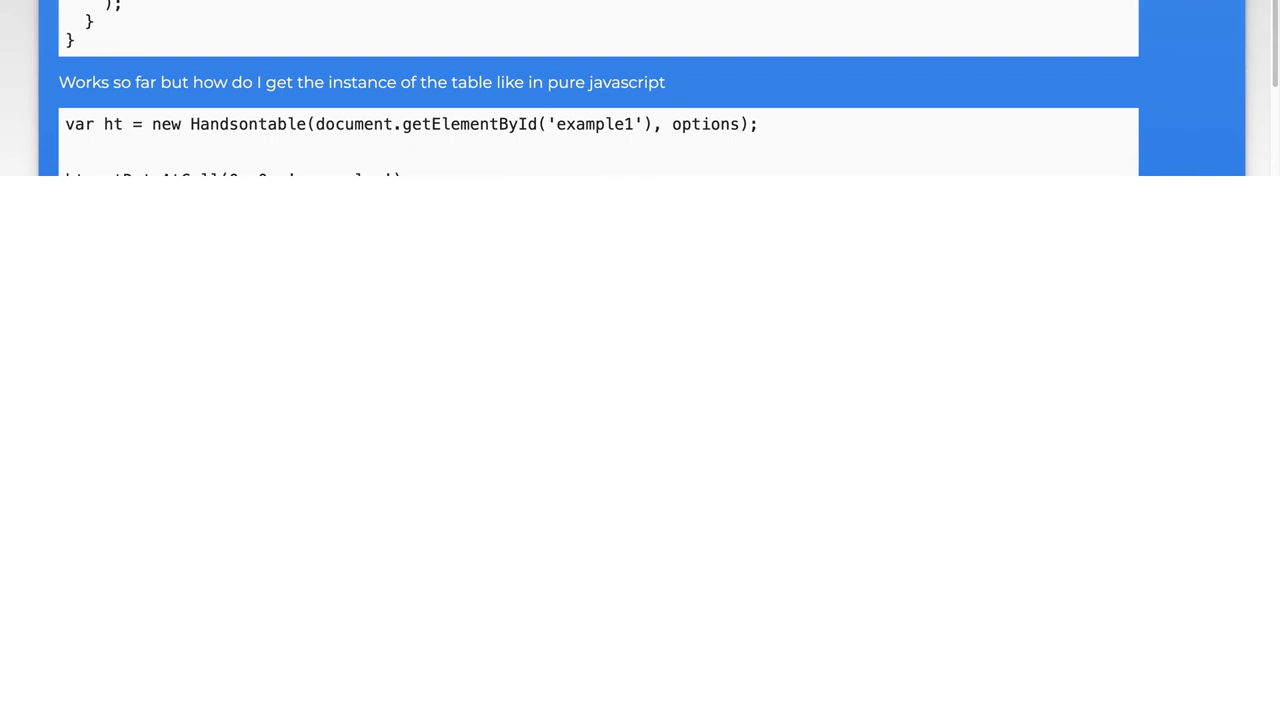 );
}
}
Works so far but how do I get the instance of the table like in pure javascript
var ht = new Handsontable(document.getElementById('example1'), options);